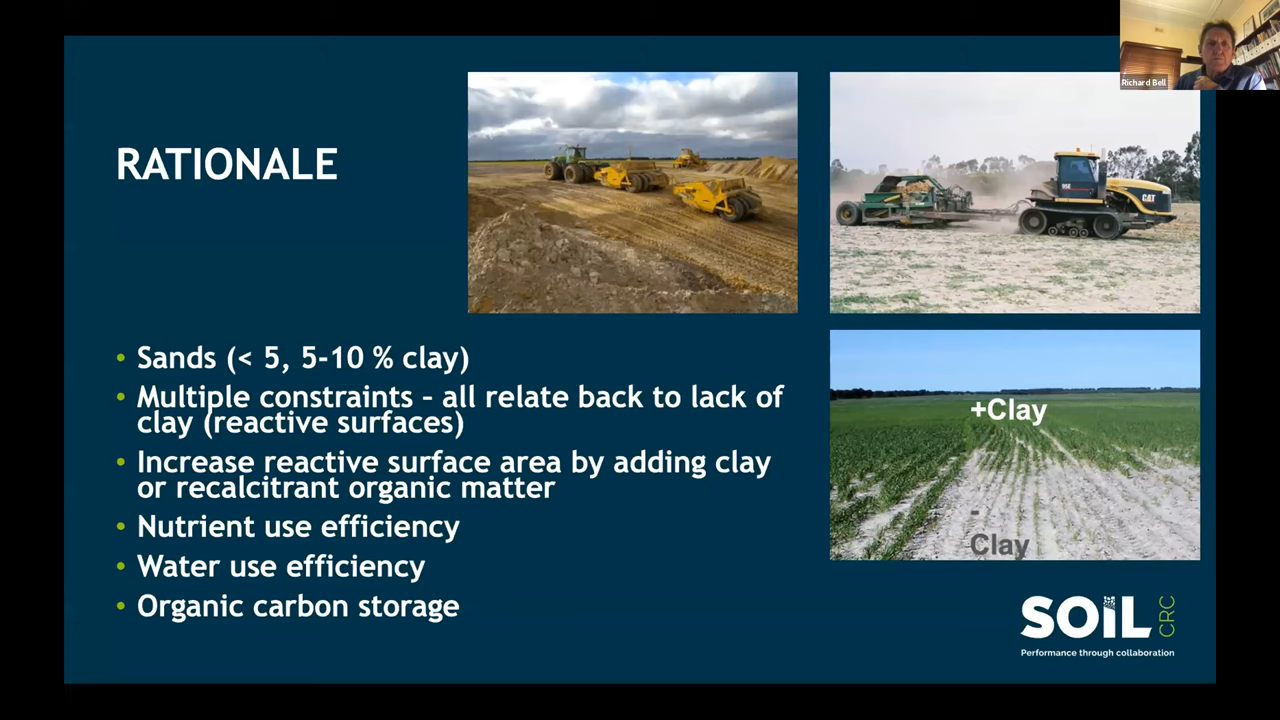 Richard Bell
RATIONALE
• Sands (< 5, 5-10 % clay)
• Multiple constraints – all relate back to lack of
clay (reactive surfaces)
• Increase reactive surface area by adding clay
or recalcitrant organic matter
• Nutrient use efficiency
• Water use efficiency
• Organic carbon storage
CAT
+Clay
-
Clay
SOIL CRC
Performance through collaboration